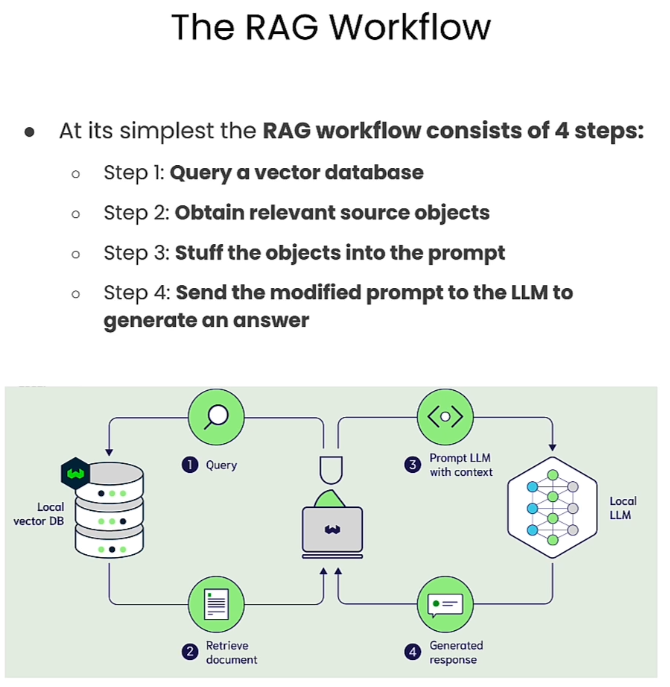 The RAG Workflow
● At its simplest the RAG workflow consists of 4 steps:
○ Step 1: Query a vector database
○ Step 2: Obtain relevant source objects
○ Step 3: Stuff the objects into the prompt
○ Step 4: Send the modified prompt to the LLM to
generate an answer
1 Query
3 Prompt LLM
with context
Local
vector DB
Local
LLM
2 Retrieve
document
4 Generated
response